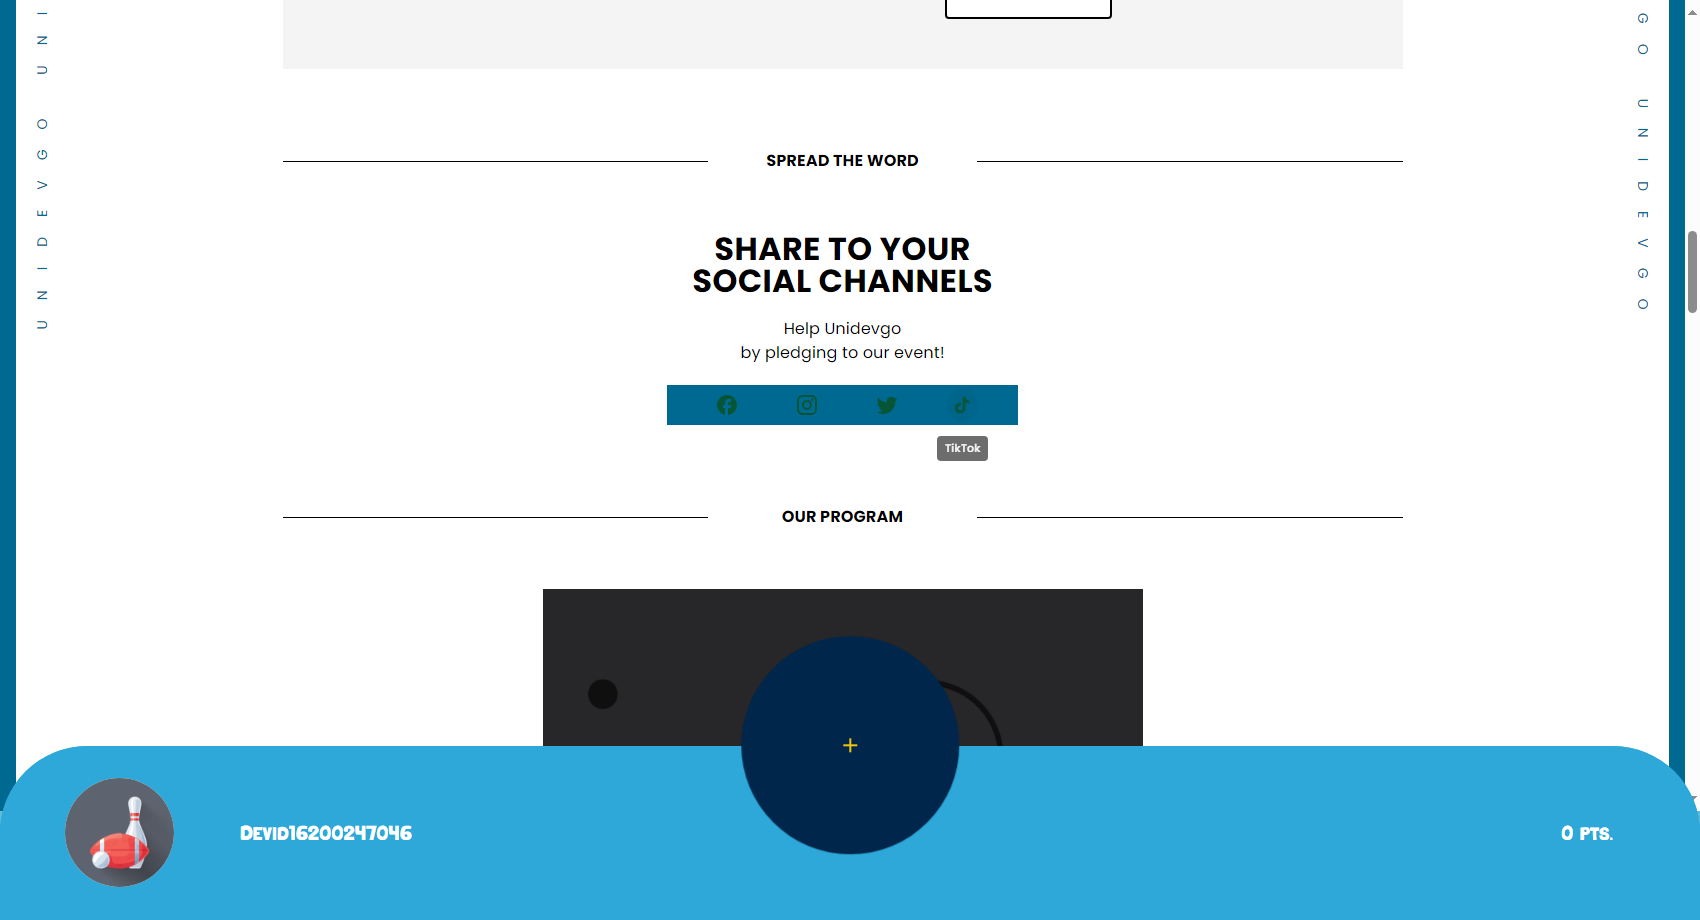 UNIDEVGO UNI
GO UNIDEVGO
SPREAD THE WORD
SHARE TO YOUR
SOCIAL CHANNELS
Help Unidevgo
by pledging to our event!
TikTok
OUR PROGRAM
+
Devid16200247046
0 PTS.